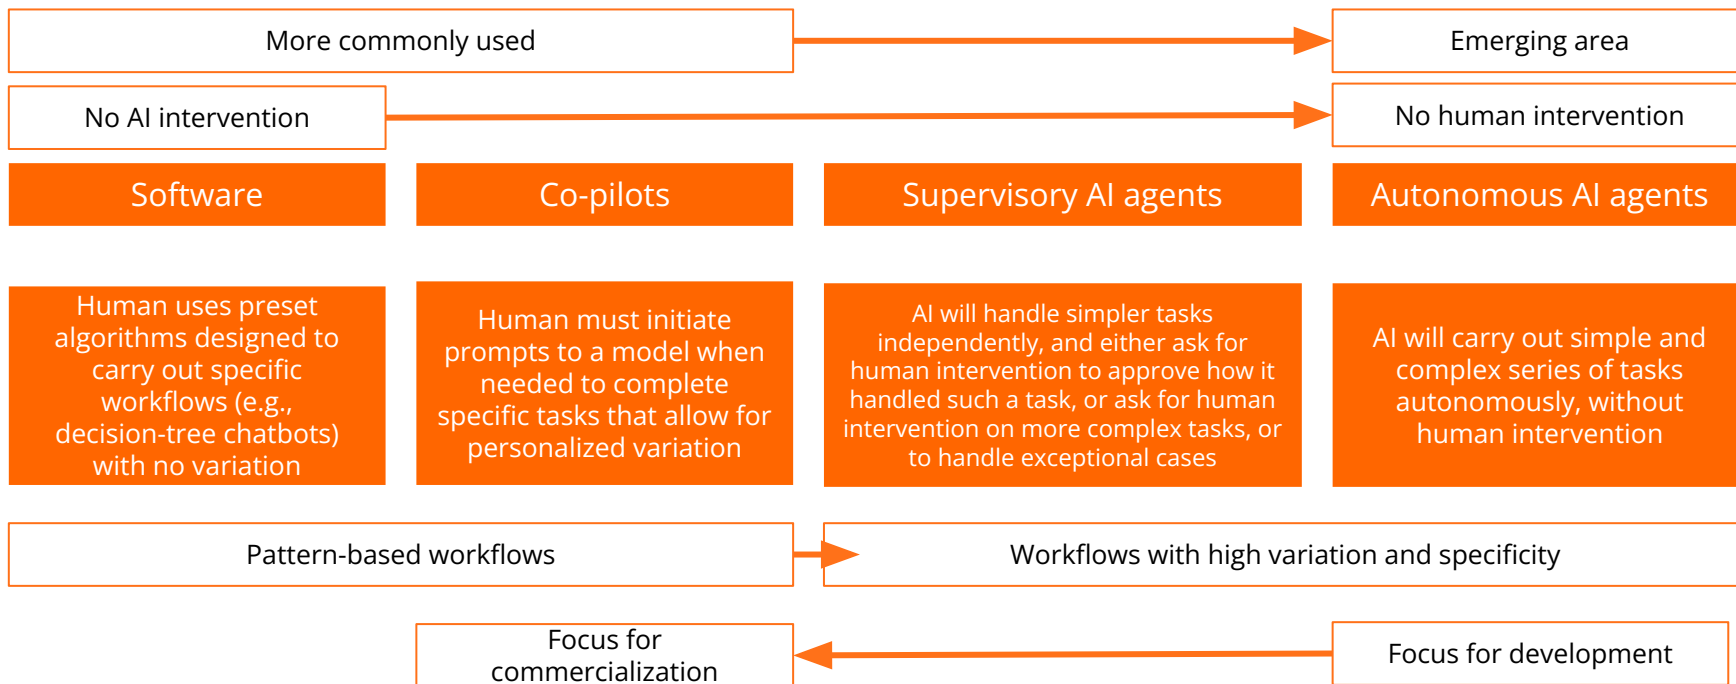 More commonly used
Emerging area
No AI intervention
No human intervention
Software
Co-pilots
Supervisory AI agents
Autonomous AI agents
Human uses preset
algorithms designed to
carry out specific
workflows (e.g.,
decision-tree chatbots)
with no variation
Human must initiate
prompts to a model when
needed to complete
specific tasks that allow for
personalized variation
AI will handle simpler tasks
independently, and either ask for
human intervention to approve how it
handled such a task, or ask for human
intervention on more complex tasks, or
to handle exceptional cases
AI will carry out simple and
complex series of tasks
autonomously, without
human intervention
Pattern-based workflows
Workflows with high variation and specificity
Focus for
commercialization
Focus for development